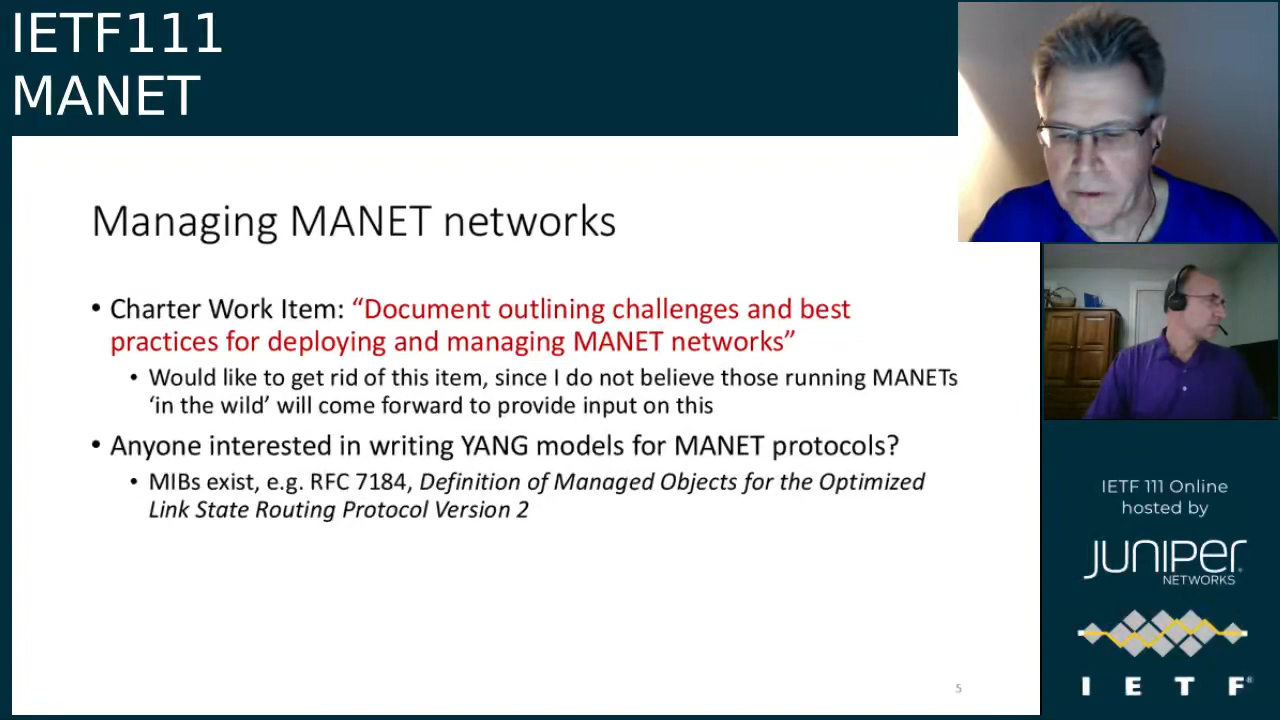 IETF111
MANET
Managing MANET networks
• Charter Work Item: “Document outlining challenges and best
practices for deploying and managing MANET networks”
• Would like to get rid of this item, since I do not believe those running MANETs
‘in the wild’ will come forward to provide input on this
• Anyone interested in writing YANG models for MANET protocols?
• MIBs exist, e.g. RFC 7184, Definition of Managed Objects for the Optimized
Link State Routing Protocol Version 2
5
IETF 111 Online
hosted by
JUNIPER
NETWORKS
I E T F®